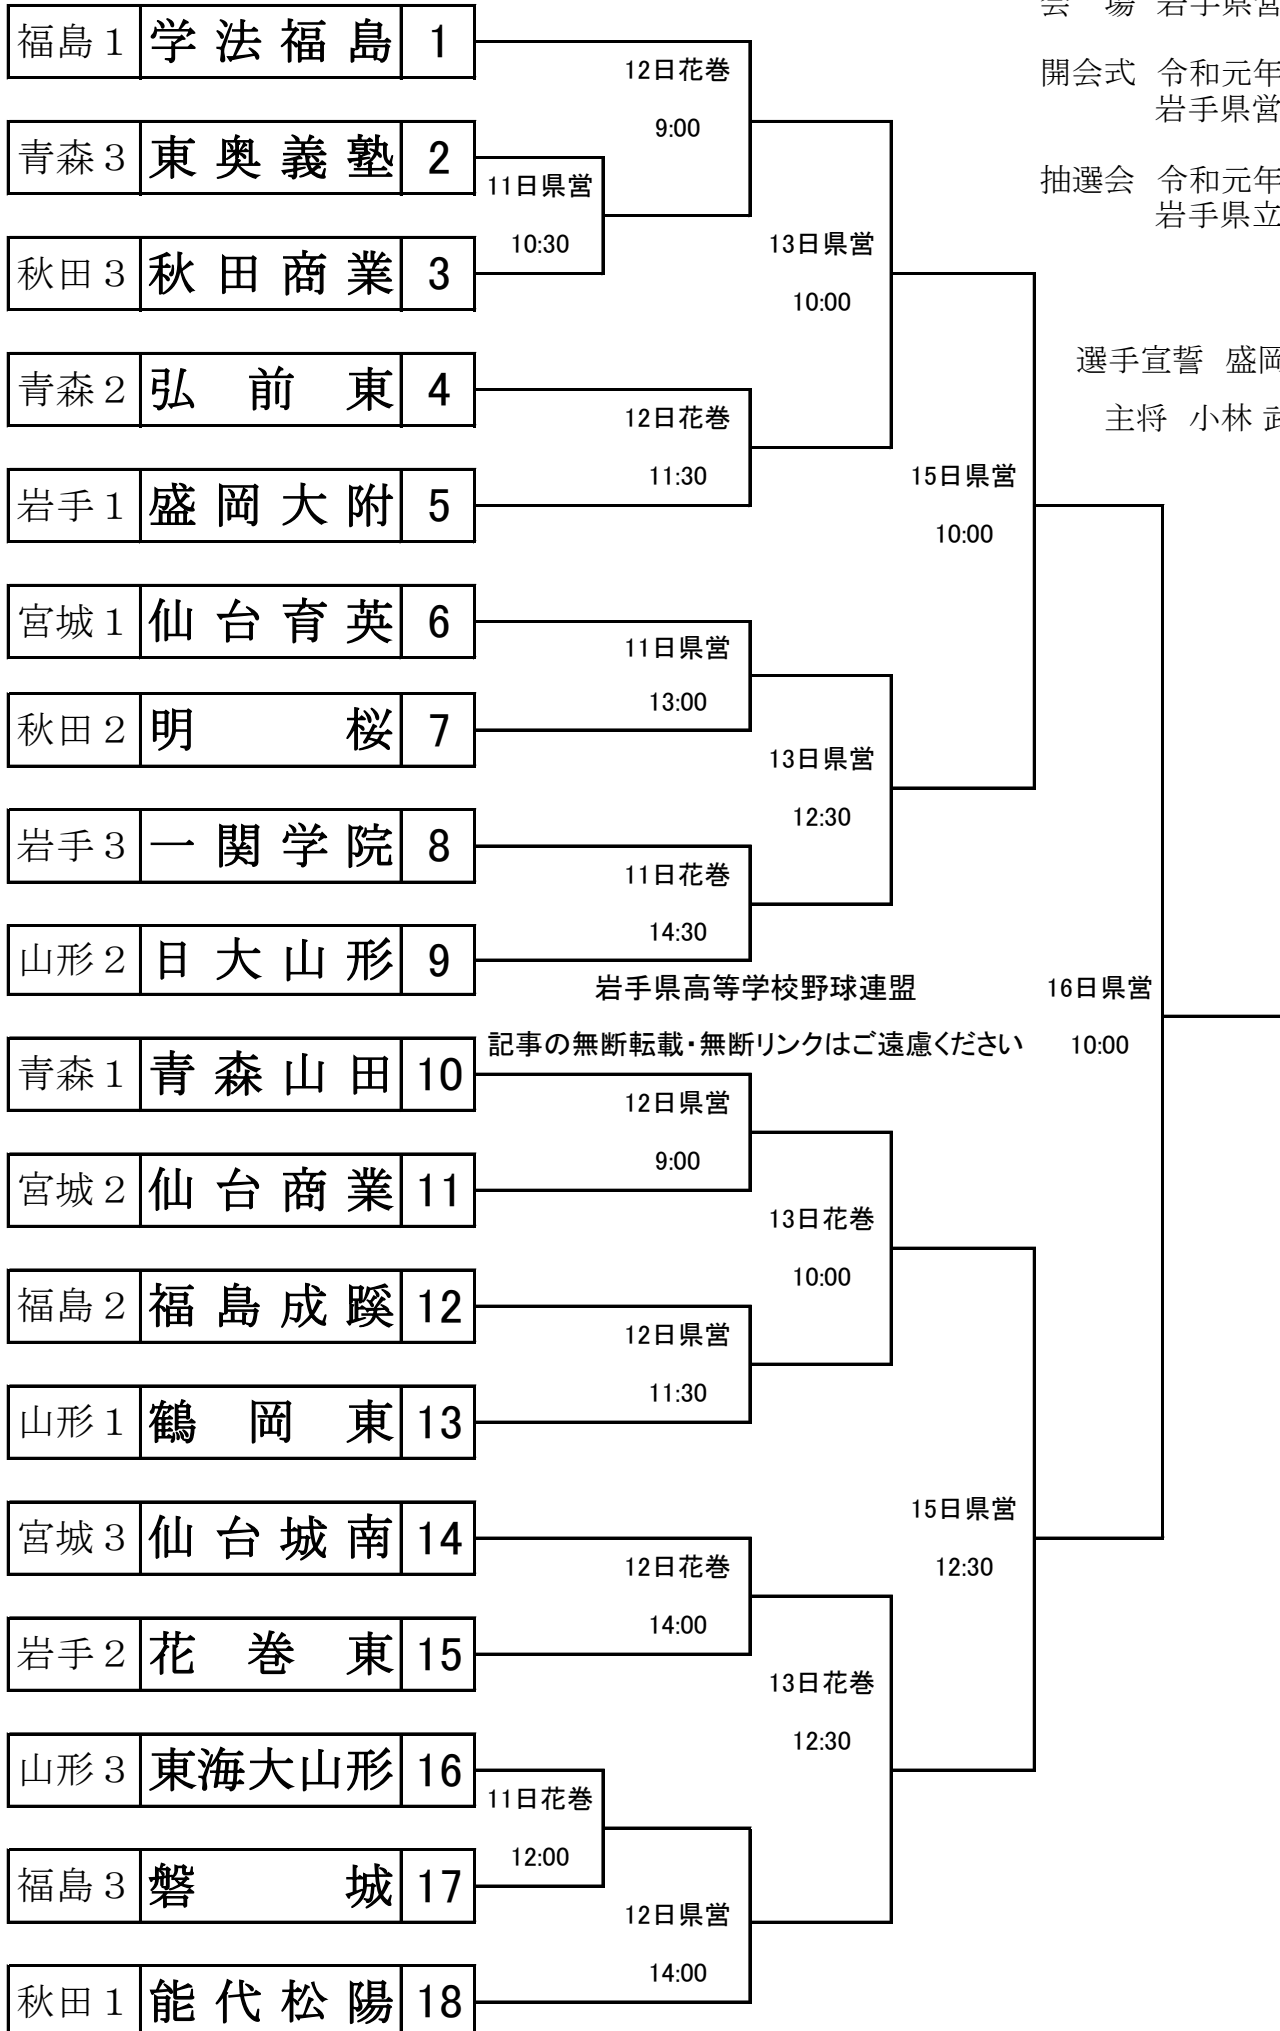 会　場 岩手県営
福島１ 学法福島 1
12日花巻
開会式 令和元年
岩手県営
9:00
青森３ 東奥義塾 2
11日県営
抽選会 令和元年
岩手県立
10:30
13日県営
秋田３ 秋田商業 3
10:00
選手宣誓 盛岡
青森２ 弘前東 4
12日花巻
主将 小林
11:30
15日県営
岩手１ 盛岡大附 5
10:00
宮城１ 仙台育英 6
11日県営
13:00
秋田２ 明桜 7
13日県営
12:30
岩手３ 一関学院 8
11日花巻
14:30
山形２ 日大山形 9
岩手県高等学校野球連盟
16日県営
記事の無断転載・無断リンクはご遠慮ください
10:00
青森１ 青森山田 10
12日県営
9:00
宮城２ 仙台商業 11
13日花巻
10:00
福島２ 福島成蹊 12
12日県営
11:30
山形１ 鶴岡東 13
15日県営
宮城３ 仙台城南 14
12日花巻
12:30
14:00
岩手２ 花巻東 15
13日花巻
12:30
山形３ 東海大山形 16
11日花巻
12:00
福島３ 磐城 17
12日県営
14:00
秋田１ 能代松陽 18